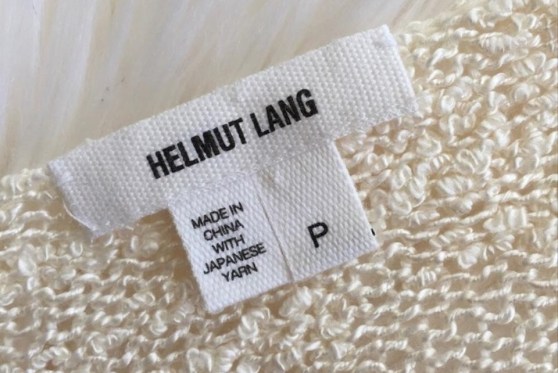 HELMUT LANG
MADE IN
CHINA
WITH
JAPANESE
YARN
P